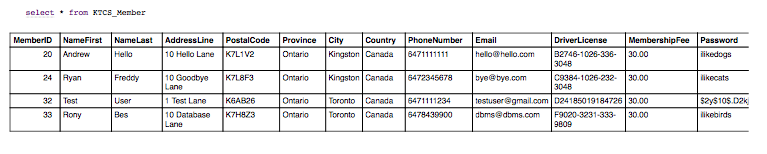 select * from KTCS_Member
MemberID NameFirst NameLast AddressLine PostalCode Province City Country PhoneNumber Email DriverLicense MembershipFee Password
20 Andrew Hello 10 Hello Lane K7L1V2 Ontario Kingston Canada 6471111111 hello@hello.com B2746-1026-336- 30.00 ilikedogs
3048
24 Ryan Freddy 10 Goodbye K7L8F3 Ontario Kingston Canada 6472345678 bye@bye.com C9384-1026-232- 30.00 ilikecats
Lane 3048
32 Test User 1 Test Lane K6AB26 Ontario Toronto Canada 6471111234 testuser@gmail.com D24185019184726 30.00 $2y$10$.D2kj
33 Rony Bes 10 Database K7H8Z3 Ontario Toronto Canada 6478439900 dbms@dbms.com F9020-3231-333- 30.00 ilikebirds
Lane 9809